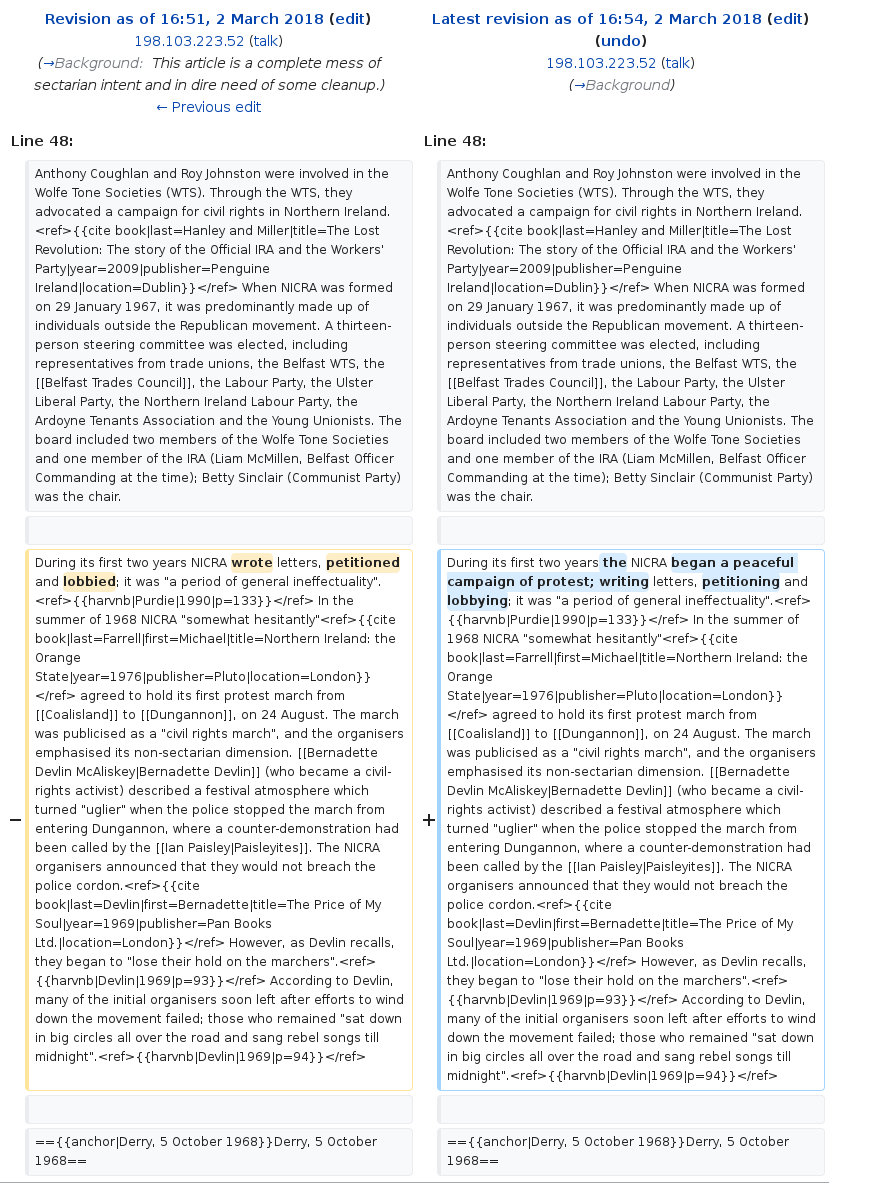 Revision as of 16:51, 2 March 2018 (edit)
198.103.223.52 (talk)
(→Background: This article is a complete mess of
sectarian intent and in dire need of some cleanup.)
← Previous edit
Latest revision as of 16:54, 2 March 2018 (edit)
(undo)
198.103.223.52 (talk)
(→Background)
Line 48:
Line 48:
Anthony Coughlan and Roy Johnston were involved in the
Wolfe Tone Societies (WTS). Through the WTS, they
advocated a campaign for civil rights in Northern Ireland.
<ref>{{cite book|last=Hanley and Miller|title=The Lost
Revolution: The story of the Official IRA and the Workers'
Party|year=2009|publisher=Penguine
Ireland|location=Dublin}}</ref> When NICRA was formed
on 29 January 1967, it was predominantly made up of
individuals outside the Republican movement. A thirteen-
person steering committee was elected, including
representatives from trade unions, the Belfast WTS, the
[[Belfast Trades Council]], the Labour Party, the Ulster
Liberal Party, the Northern Ireland Labour Party, the
Ardoyne Tenants Association and the Young Unionists. The
board included two members of the Wolfe Tone Societies
and one member of the IRA (Liam McMillen, Belfast Officer
Commanding at the time); Betty Sinclair (Communist Party)
was the chair.
Anthony Coughlan and Roy Johnston were involved in the
Wolfe Tone Societies (WTS). Through the WTS, they
advocated a campaign for civil rights in Northern Ireland.
<ref>{{cite book|last=Hanley and Miller|title=The Lost
Revolution: The story of the Official IRA and the Workers'
Party|year=2009|publisher=Penguine
Ireland|location=Dublin}}</ref> When NICRA was formed
on 29 January 1967, it was predominantly made up of
individuals outside the Republican movement. A thirteen-
person steering committee was elected, including
representatives from trade unions, the Belfast WTS, the
[[Belfast Trades Council]], the Labour Party, the Ulster
Liberal Party, the Northern Ireland Labour Party, the
Ardoyne Tenants Association and the Young Unionists. The
board included two members of the Wolfe Tone Societies
and one member of the IRA (Liam McMillen, Belfast Officer
Commanding at the time); Betty Sinclair (Communist Party)
was the chair.
−
During its first two years NICRA wrote letters, petitioned
and lobbied; it was "a period of general ineffectuality".
<ref>{{harvnb|Purdie|1990|p=133}}</ref> In the
summer of 1968 NICRA "somewhat hesitantly"<ref>{{cite
book|last=Farrell|first=Michael|title=Northern Ireland: the
Orange
State|year=1976|publisher=Pluto|location=London}}
</ref> agreed to hold its first protest march from
[[Coalisland]] to [[Dungannon]], on 24 August. The march
was publicised as a "civil rights march", and the organisers
emphasised its non-sectarian dimension. [[Bernadette
Devlin McAliskey|Bernadette Devlin]] (who became a civil-
rights activist) described a festival atmosphere which
turned "uglier" when the police stopped the march from
entering Dungannon, where a counter-demonstration had
been called by the [[Ian Paisley|Paisleyites]]. The NICRA
organisers announced that they would not breach the
police cordon.<ref>{{cite
book|last=Devlin|first=Bernadette|title=The Price of My
Soul|year=1969|publisher=Pan Books
Ltd.|location=London}}</ref> However, as Devlin recalls,
they began to "lose their hold on the marchers".<ref>
{{harvnb|Devlin|1969|p=93}}</ref> According to Devlin,
many of the initial organisers soon left after efforts to wind
down the movement failed; those who remained "sat down
in big circles all over the road and sang rebel songs till
midnight".<ref>{{harvnb|Devlin|1969|p=94}}</ref>
+
During its first two years the NICRA began a peaceful
campaign of protest; writing letters, petitioning and
lobbying; it was "a period of general ineffectuality".<ref>
{{harvnb|Purdie|1990|p=133}}</ref> In the summer of
1968 NICRA "somewhat hesitantly"<ref>{{cite
book|last=Farrell|first=Michael|title=Northern Ireland: the
Orange
State|year=1976|publisher=Pluto|location=London}}
</ref> agreed to hold its first protest march from
[[Coalisland]] to [[Dungannon]], on 24 August. The march
was publicised as a "civil rights march", and the organisers
emphasised its non-sectarian dimension. [[Bernadette
Devlin McAliskey|Bernadette Devlin]] (who became a civil-
rights activist) described a festival atmosphere which
turned "uglier" when the police stopped the march from
entering Dungannon, where a counter-demonstration had
been called by the [[Ian Paisley|Paisleyites]]. The NICRA
organisers announced that they would not breach the
police cordon.<ref>{{cite
book|last=Devlin|first=Bernadette|title=The Price of My
Soul|year=1969|publisher=Pan Books
Ltd.|location=London}}</ref> However, as Devlin recalls,
they began to "lose their hold on the marchers".<ref>
{{harvnb|Devlin|1969|p=93}}</ref> According to Devlin,
many of the initial organisers soon left after efforts to wind
down the movement failed; those who remained "sat down
in big circles all over the road and sang rebel songs till
midnight".<ref>{{harvnb|Devlin|1969|p=94}}</ref>
=={{anchor|Derry, 5 October 1968}}Derry, 5 October
1968==
=={{anchor|Derry, 5 October 1968}}Derry, 5 October
1968==